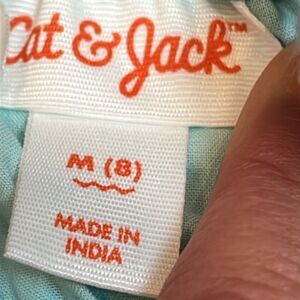 Cat & Jack™
M (8)
MADE IN
INDIA